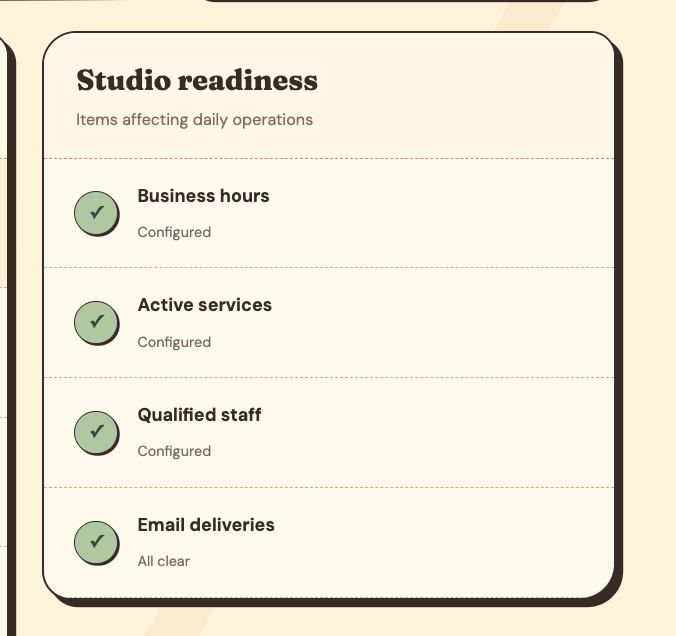 Studio readiness
Items affecting daily operations
Business hours
Configured
Active services
Configured
Qualified staff
Configured
Email deliveries
All clear